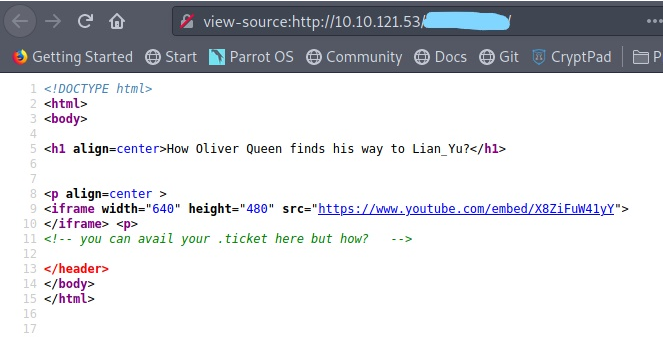 view-source:http://10.10.121.53/ /
Getting Started Start Parrot OS Community Docs Git CryptPad P
1 <!DOCTYPE html>
2 <html>
3 <body>
4
5 <h1 align=center>How Oliver Queen finds his way to Lian_Yu?</h1>
6
7
8 <p align=center >
9 <iframe width="640" height="480" src="https://www.youtube.com/embed/X8ZiFuW41yY">
10 </iframe> <p>
11 <!-- you can avail your .ticket here but how?   -->
12
13 </header>
14 </body>
15 </html>
16
17